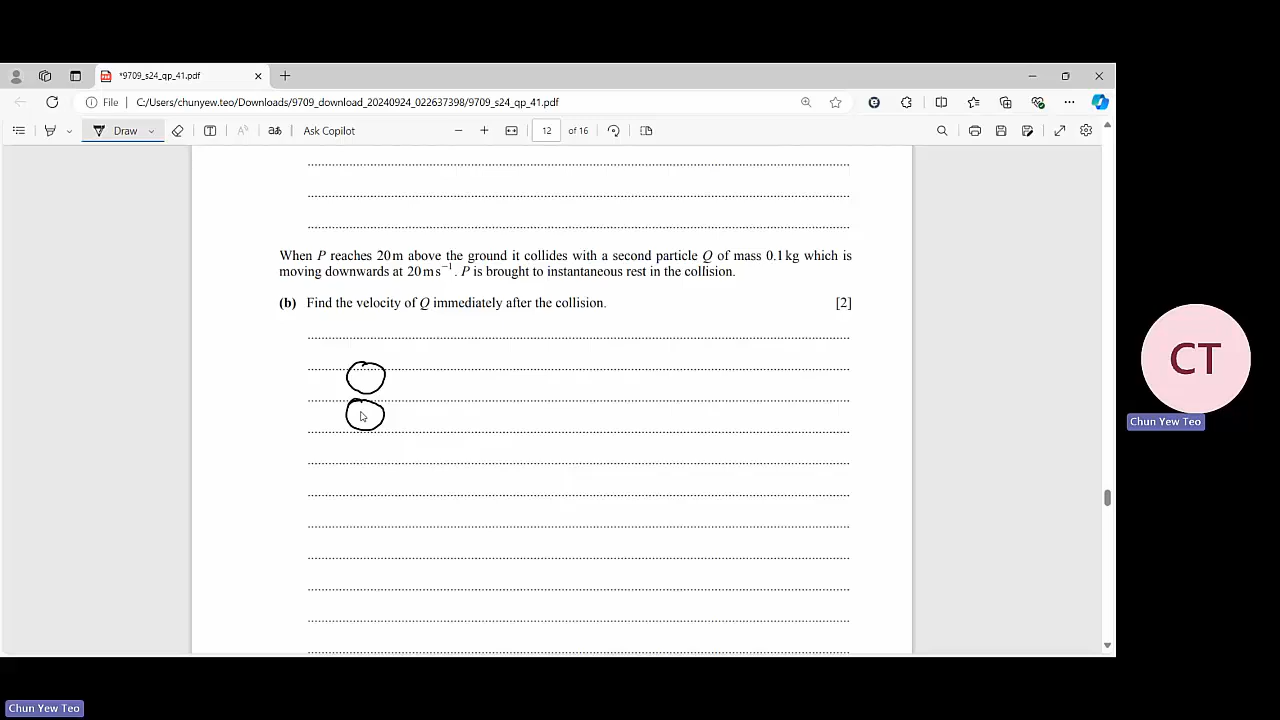 *9709_s24_qp_41.pdf
File
C:/Users/chunyew.teo/Downloads/9709_download_20240924_022637398/9709_s24_qp_41.pdf
Draw
Ask Copilot
12
of 16
When P reaches 20 m above the ground it collides with a second particle Q of mass 0.1 kg which is
moving downwards at 20 m s⁻¹. P is brought to instantaneous rest in the collision.
(b) Find the velocity of Q immediately after the collision. [2]
CT
Chun Yew Teo
Chun Yew Teo